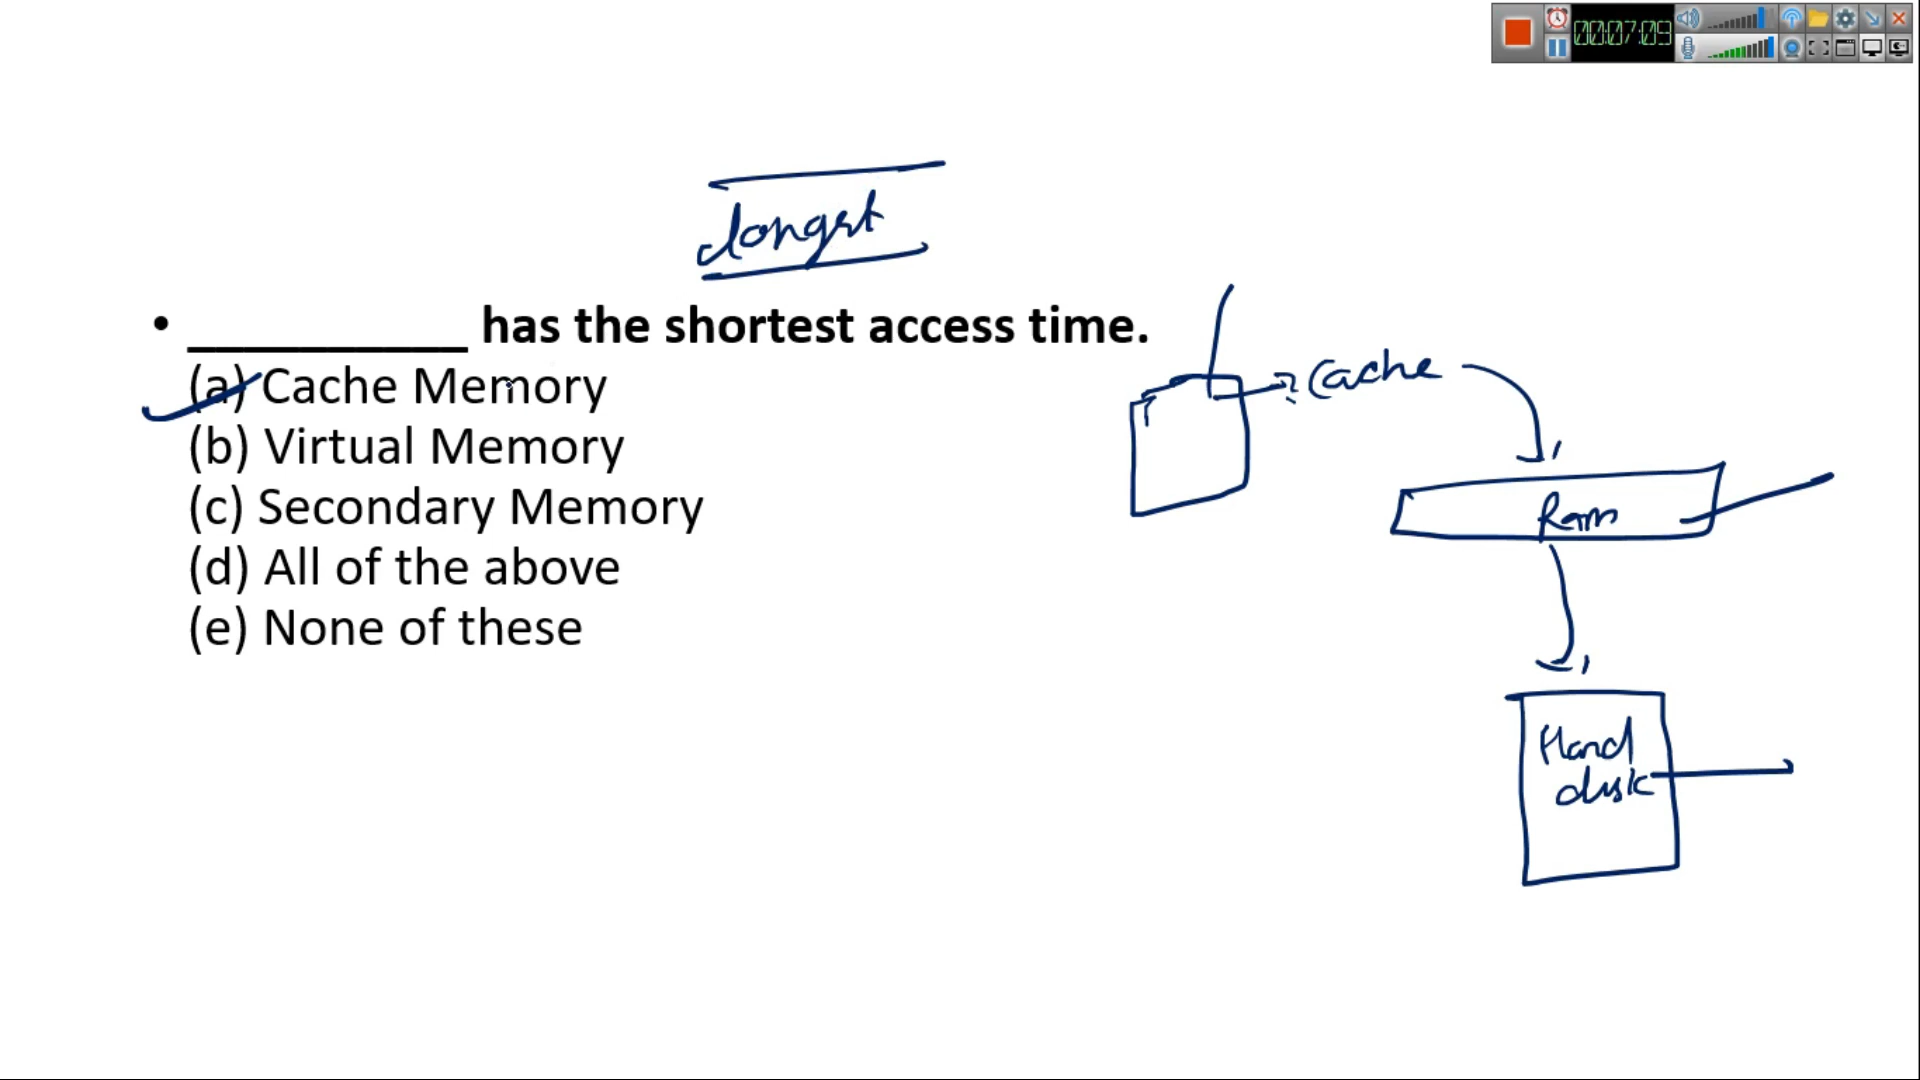 00:07:09
longest
• __________ has the shortest access time.
(a) Cache Memory
(b) Virtual Memory
(c) Secondary Memory
(d) All of the above
(e) None of these
Cache
Ram
Hard
disk